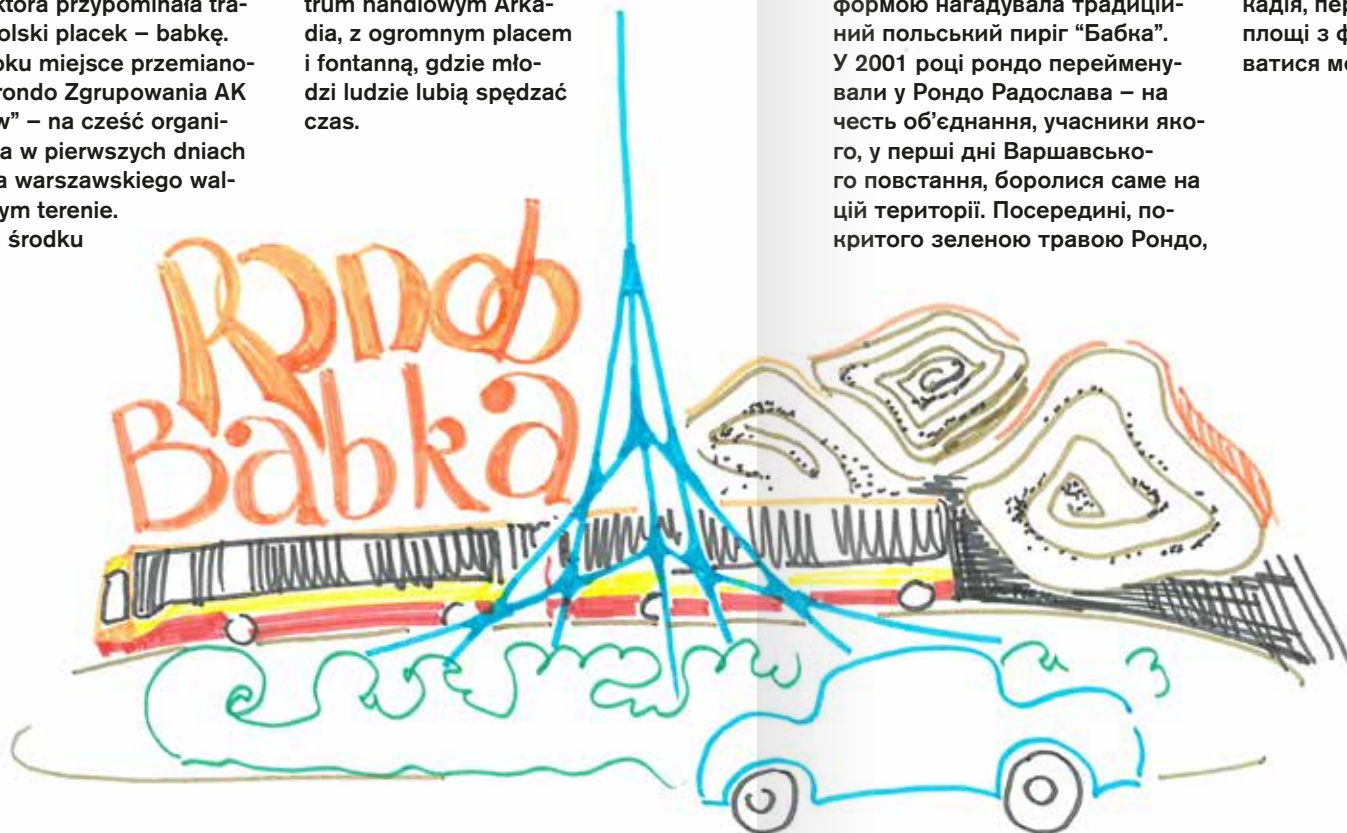 która przypominała tra-
olski placek – babkę.
oku miejsce przemiano-
rondo Zgrupowania AK
w” – na cześć organi-
a w pierwszych dniach
a warszawskiego wal-
ym terenie.
środku
trum handlowym Arka-
dia, z ogromnym placem
i fontanną, gdzie mło-
dzi ludzie lubią spędzać
czas.
формою нагадувала традицій-
ний польський пиріг “Бабка”.
У 2001 році рондо переймену-
вали у Рондо Радослава – на
честь об’єднання, учасники яко-
го, у перші дні Варшавсько-
го повстання, боролися саме на
цій території. Посередині, по-
критого зеленою травою Рондо,
кадія, пер
площі з ф
ватися мо
Rondo
Babka